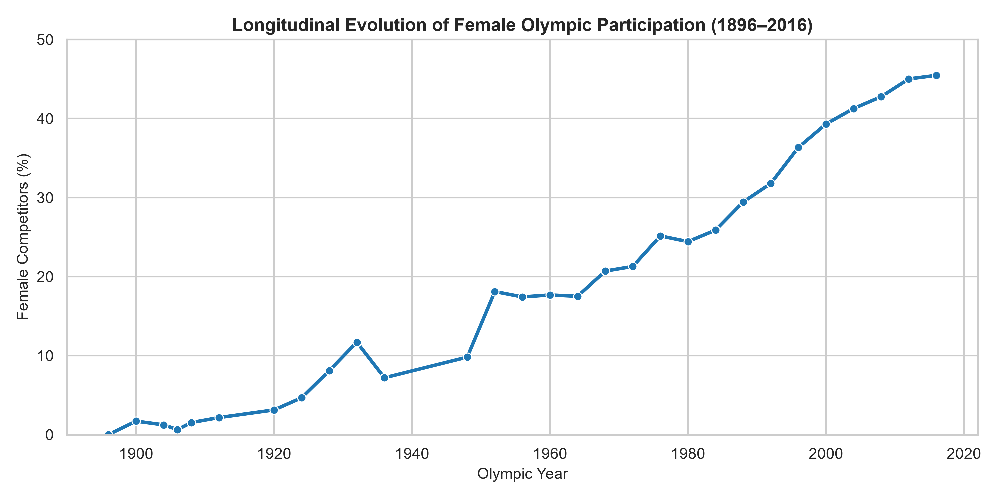 Longitudinal Evolution of Female Olympic Participation (1896–2016)
50
40
30
20
10
0
Female Competitors (%)
1900 1920 1940 1960 1980 2000 2020
Olympic Year